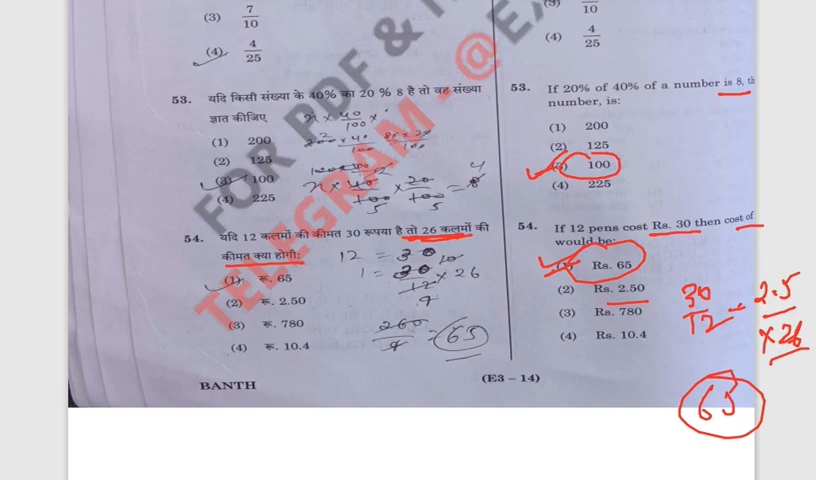 (3) 7/10
(4) 4/25
53. यदि किसी संख्या के 40% का 20 % 8 है तो वह संख्या
ज्ञात कीजिए
(1) 200
(2) 125
(3) 100
(4) 225
54. यदि 12 कलमों की कीमत 30 रूपया है तो 26 कलमों की
कीमत क्या होगी:
12 = 30
1 = 30/12 × 26
(1) रू. 65
(2) रू. 2.50
(3) रू. 780
(4) रू. 10.4
260/4 = 65
BANTH
(E3 – 14)
10
(4) 4/25
53. If 20% of 40% of a number is 8, th
number, is:
(1) 200
(2) 125
100
(4) 225
54. If 12 pens cost Rs. 30 then cost of
would be:
Rs. 65
(2) Rs. 2.50
(3) Rs. 780
(4) Rs. 10.4
30/12 = 2.5
× 26
65
FOR PDF &
TELEGRAM - @